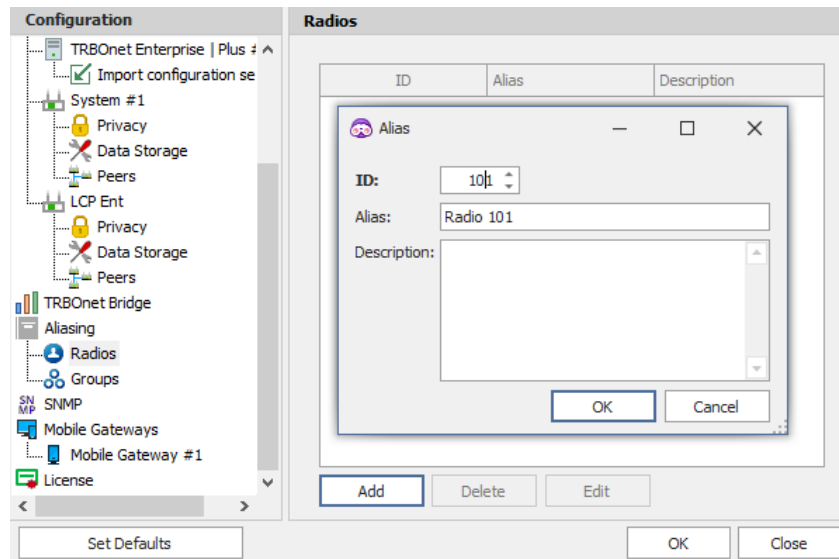 Configuration
TRBOnet Enterprise | Plus #
Import configuration se
System #1
Privacy
Data Storage
Peers
LCP Ent
Privacy
Data Storage
Peers
TRBOnet Bridge
Aliasing
Radios
Groups
SNMP
Mobile Gateways
Mobile Gateway #1
License
Set Defaults
Radios
ID Alias Description
Alias
ID: 101
Alias: Radio 101
Description:
OK Cancel
Add Delete Edit
OK Close